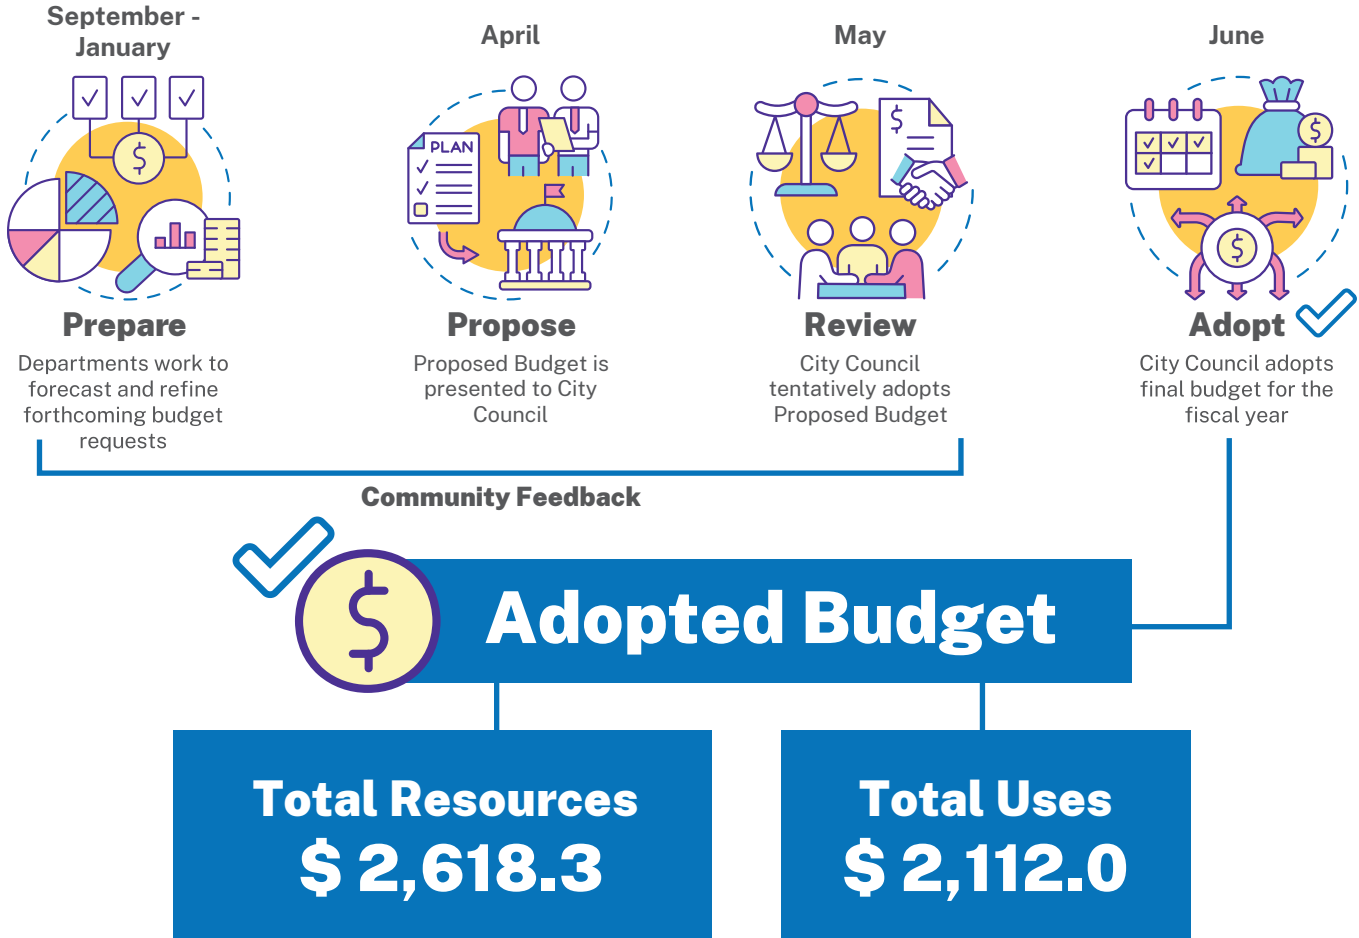 September -
January
April
May
June
PLAN
$
$
$
Prepare
Propose
Review
Adopt
Departments work to
forecast and refine
forthcoming budget
requests
Proposed Budget is
presented to City
Council
City Council
tentatively adopts
Proposed Budget
City Council adopts
final budget for the
fiscal year
Community Feedback
$
Adopted Budget
Total Resources
$ 2,618.3
Total Uses
$ 2,112.0